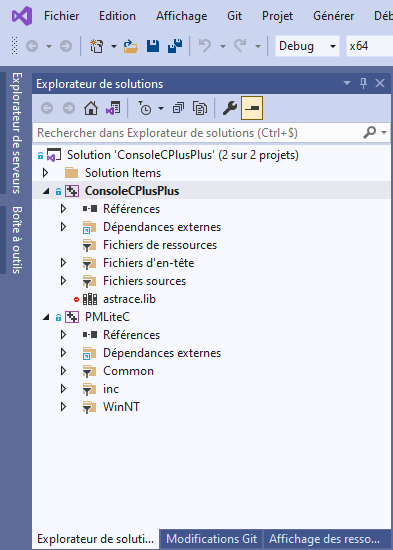 Fichier Edition Affichage Git Projet Générer Déb
Debug x64
Explorateur de serveurs
Boîte à outils
Explorateur de solutions
Rechercher dans Explorateur de solutions (Ctrl+$)
Solution 'ConsoleCPlusPlus' (2 sur 2 projets)
Solution Items
ConsoleCPlusPlus
Références
Dépendances externes
Fichiers de ressources
Fichiers d'en-tête
Fichiers sources
astrace.lib
PMLiteC
Références
Dépendances externes
Common
inc
WinNT
Explorateur de soluti... Modifications Git Affichage des resso...